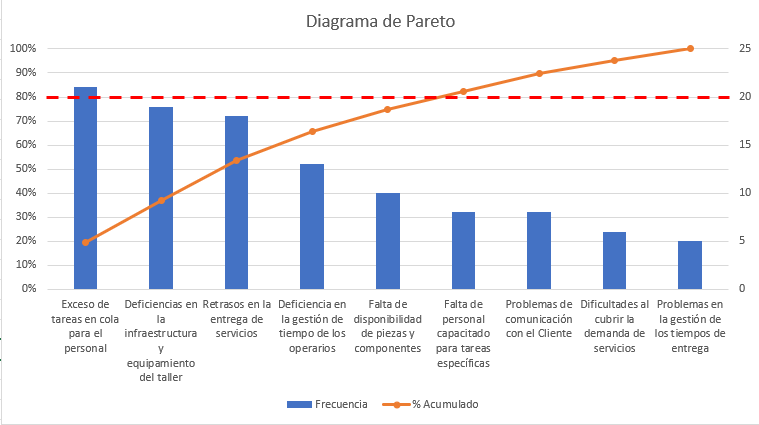 Diagrama de Pareto
100%
90%
80%
70%
60%
50%
40%
30%
20%
10%
0%
25
20
15
10
5
0
Exceso de
tareas en cola
para el
personal
Deficiencias en
la
infraestructura
y
equipamiento
del taller
Retrasos en la
entrega de
servicios
Deficiencia en
la gestión de
tiempo de los
operarios
Falta de
disponibilidad
de piezas y
componentes
Falta de
personal
capacitado
para tareas
específicas
Problemas de
comunicación
con el Cliente
Dificultades al
cubrir la
demanda de
servicios
Problemas en
la gestión de
los tiempos de
entrega
Frecuencia
% Acumulado